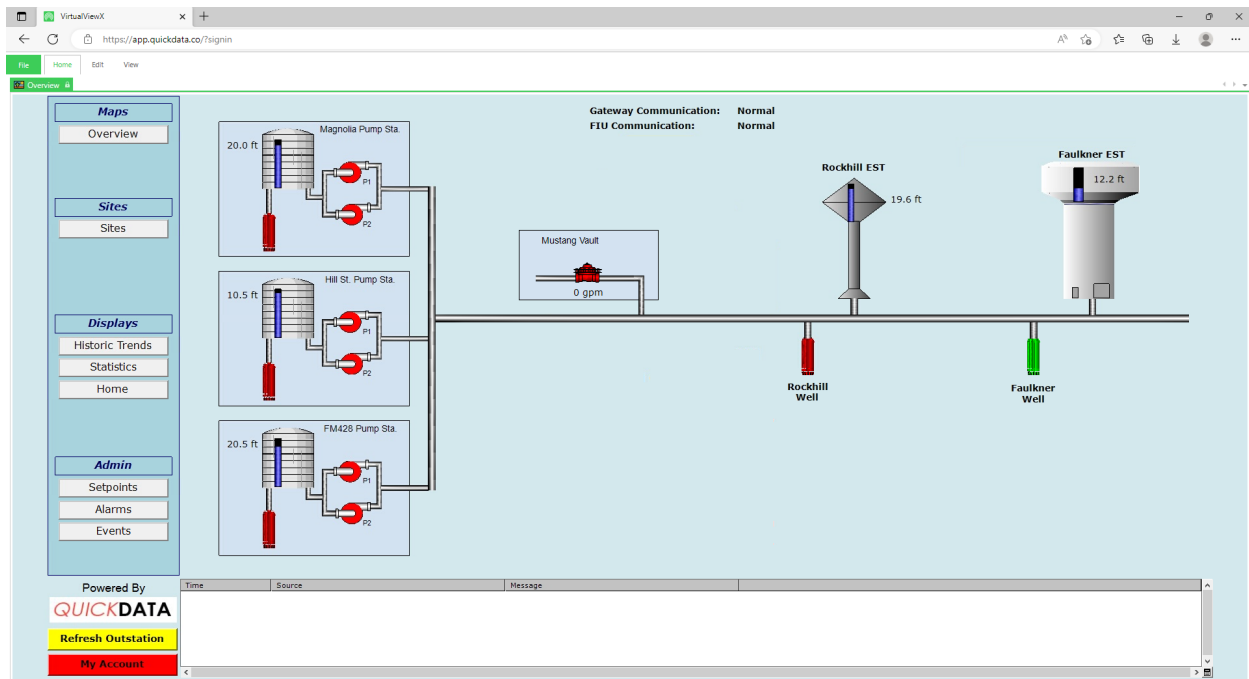 VirtualViewX
https://app.quickdata.co/?signin
File Home Edit View
Overview
Maps
Overview
Sites
Sites
Displays
Historic Trends
Statistics
Home
Admin
Setpoints
Alarms
Events
Powered By
QUICKDATA
Refresh Outstation
My Account
Gateway Communication: Normal
FIU Communication: Normal
Magnolia Pump Sta.
20.0 ft
P1
P2
Hill St. Pump Sta.
10.5 ft
P1
P2
FM428 Pump Sta.
20.5 ft
P1
P2
Mustang Vault
0 gpm
Rockhill EST
19.6 ft
Faulkner EST
12.2 ft
Rockhill
Well
Faulkner
Well
Time Source Message